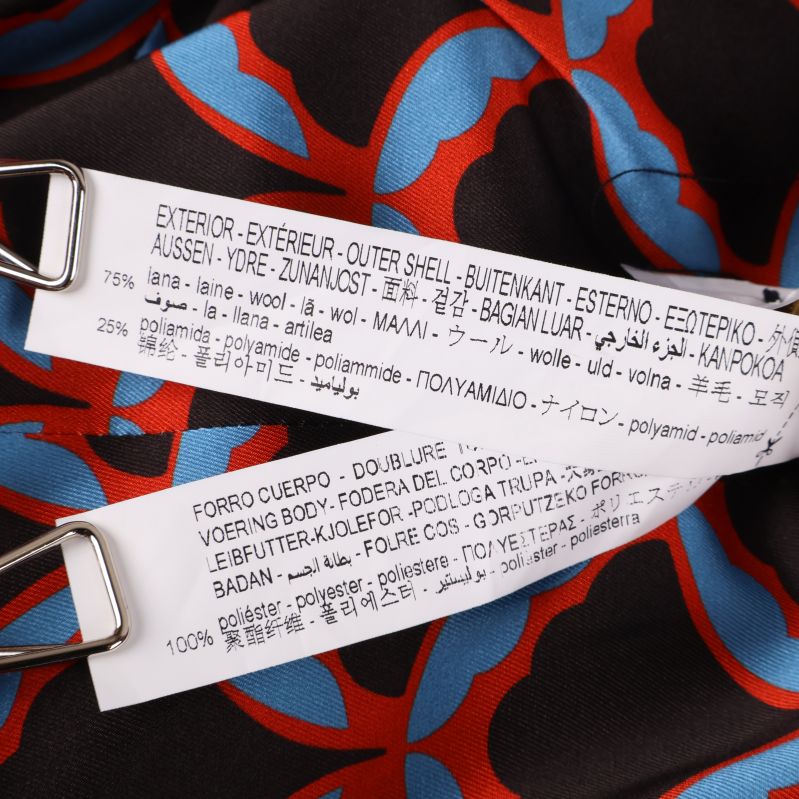 EXTERIOR - EXTÉRIEUR - OUTER SHELL - BUITENKANT - ESTERNO - ΕΞΩΤΕΡΙΚΟ - 外側
AUSSEN - YDRE - ZUNANJOST - 面料 - 겉감 - BAGIAN LUAR - الجزء الخارجي - KANPOKOA
75% lana - laine - wool - lã - wol - ΜΑΛΛΙ - ウール - wolle - uld - volna - 羊毛 - 모직
صوف - la - llana - artilea
25% poliamida - polyamide - poliammide - ΠΟΛΥΑΜΙΔΙΟ - ナイロン - polyamid - poliamid
锦纶 - 폴리아미드 - بولياميد
FORRO CUERPO - DOUBLURE
VOERING BODY - FODERA DEL CORPO
LEIBFUTTER-KJOLEFOR -PODLOGA TRUPA
BADAN - بطانة الجسم - FOLRE COS - GORPUTZEKO FORRO
100% poliéster - polyester - poliestere - ΠΟΛΥΕΣΤΕΡΑΣ - ポリエステル
聚酯纤维 - 폴리에스터 - بوليستير - polièster - poliesterra